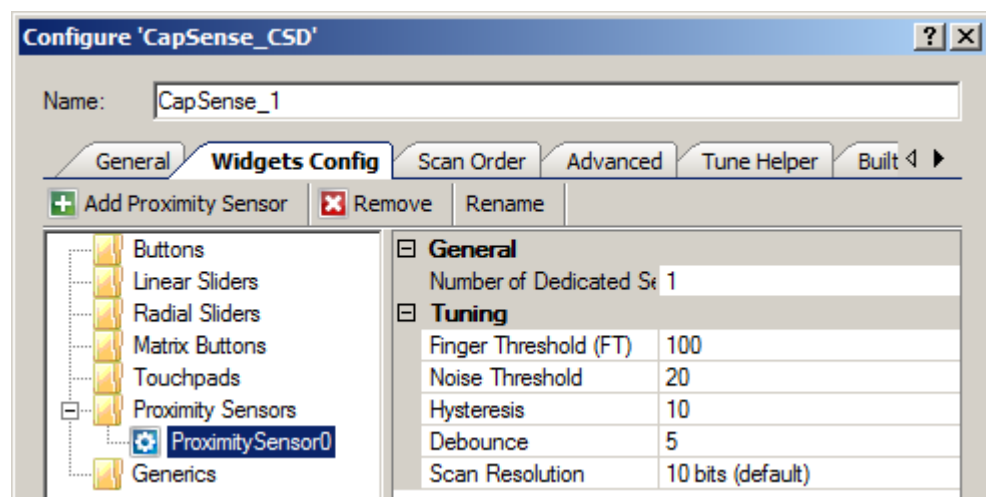 Configure 'CapSense_CSD'
Name: CapSense_1
General Widgets Config Scan Order Advanced Tune Helper Built
Add Proximity Sensor Remove Rename
Buttons
Linear Sliders
Radial Sliders
Matrix Buttons
Touchpads
Proximity Sensors
ProximitySensor0
Generics
General
Number of Dedicated Se 1
Tuning
Finger Threshold (FT) 100
Noise Threshold 20
Hysteresis 10
Debounce 5
Scan Resolution 10 bits (default)